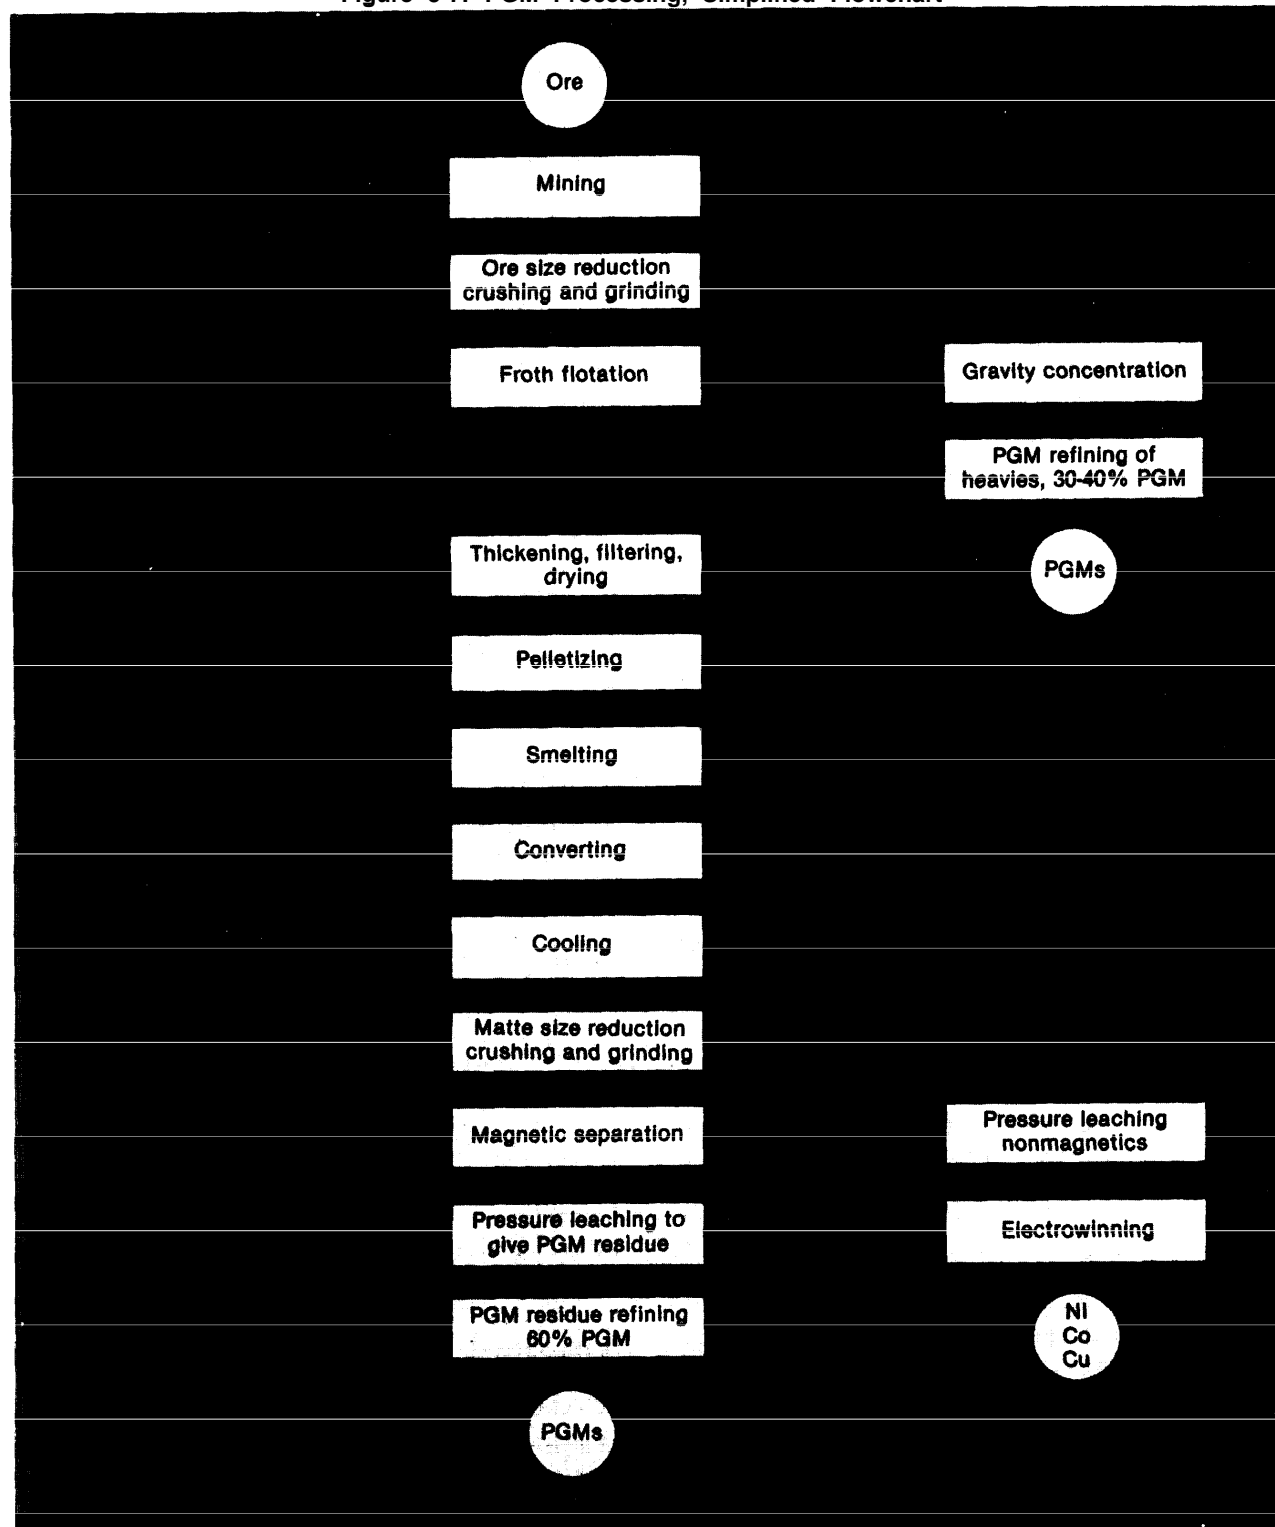 Ore
Mining
Ore size reduction
crushing and grinding
Froth flotation
Gravity concentration
PGM refining of
heavies, 30-40% PGM
Thickening, filtering,
drying
PGMs
Pelletizing
Smelting
Converting
Cooling
Matte size reduction
crushing and grinding
Magnetic separation
Pressure leaching
nonmagnetics
Pressure leaching to
give PGM residue
Electrowinning
PGM residue refining
60% PGM
Ni
Co
Cu
PGMs